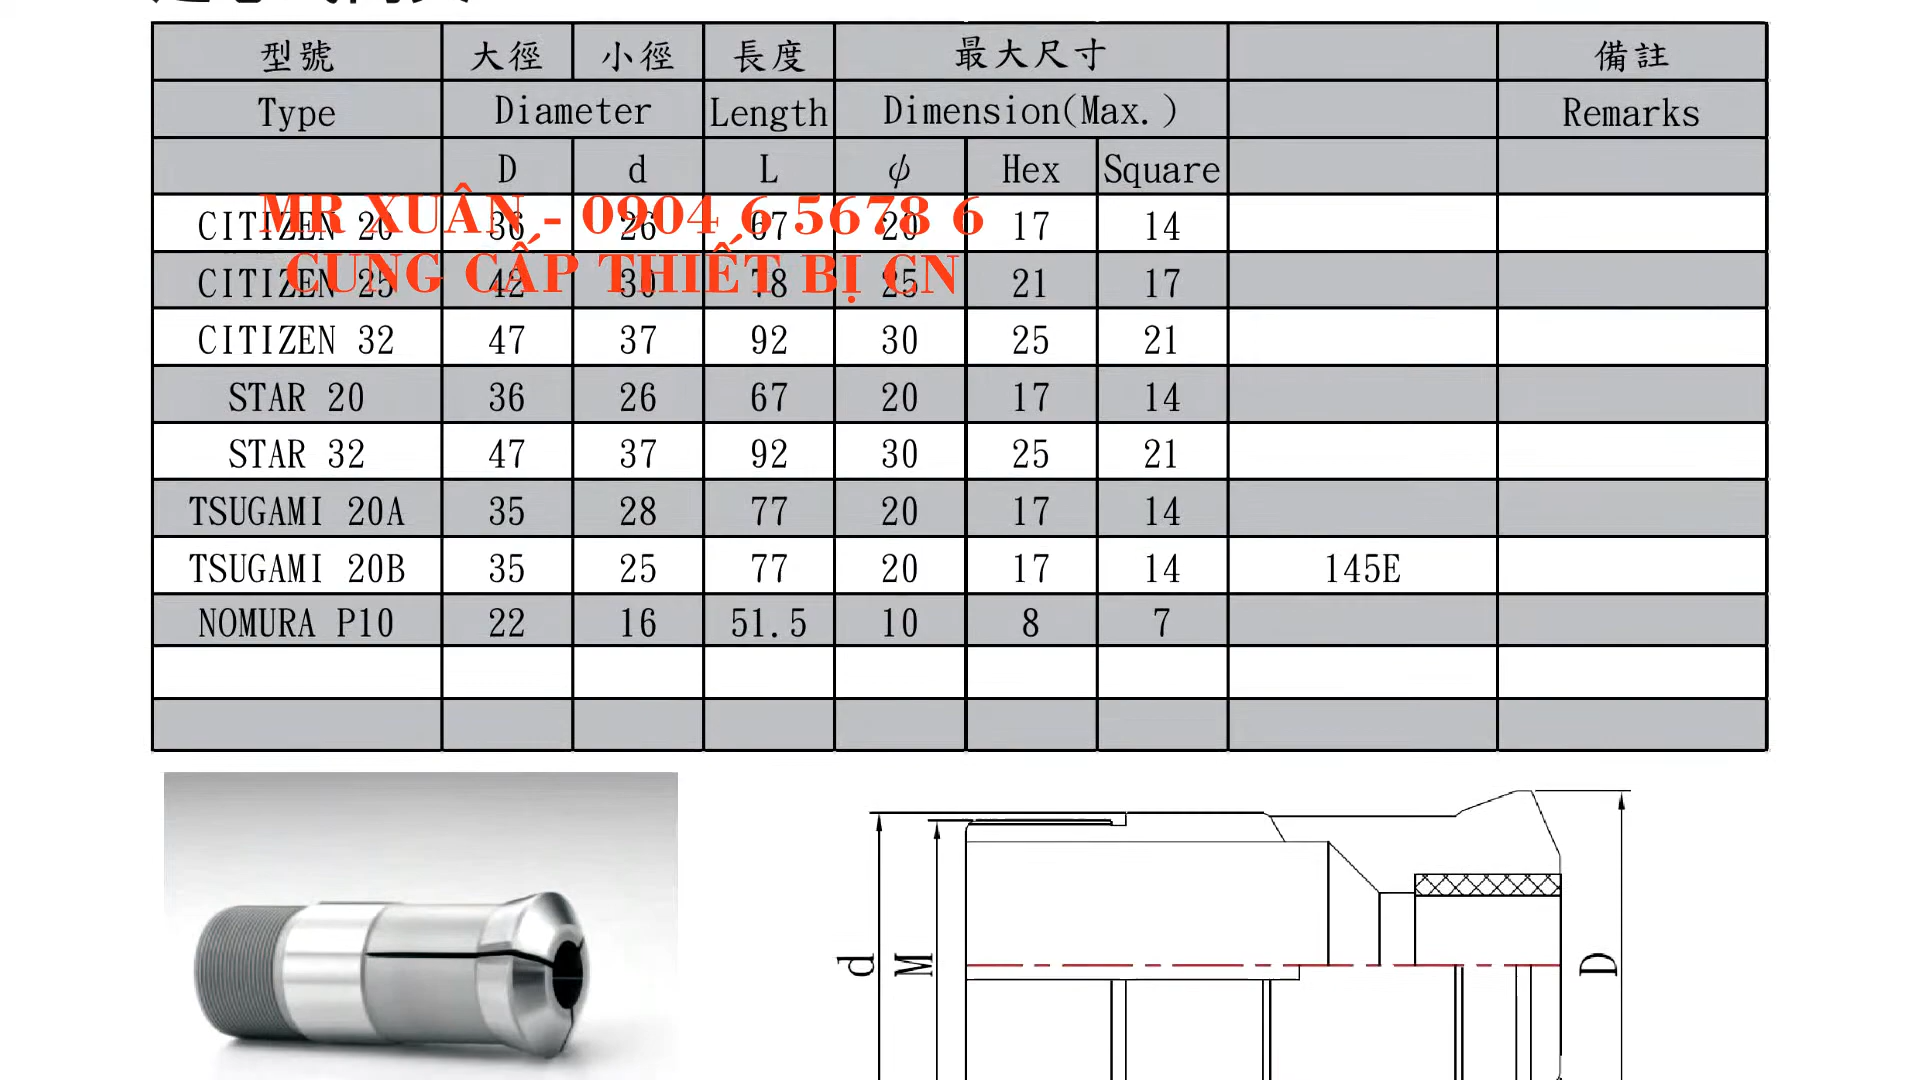 型號 大徑 小徑 長度 最大尺寸 備註
Type Diameter Length Dimension(Max.) Remarks
D d L φ Hex Square
MR XUÂN - 0904 6 5678 6
CITIZEN 20 36 26 67 20 17 14
CUNG CẤP THIẾT BỊ CN
CITIZEN 25 42 30 78 25 21 17
CITIZEN 32 47 37 92 30 25 21
STAR 20 36 26 67 20 17 14
STAR 32 47 37 92 30 25 21
TSUGAMI 20A 35 28 77 20 17 14
TSUGAMI 20B 35 25 77 20 17 14 145E
NOMURA P10 22 16 51.5 10 8 7
d M D